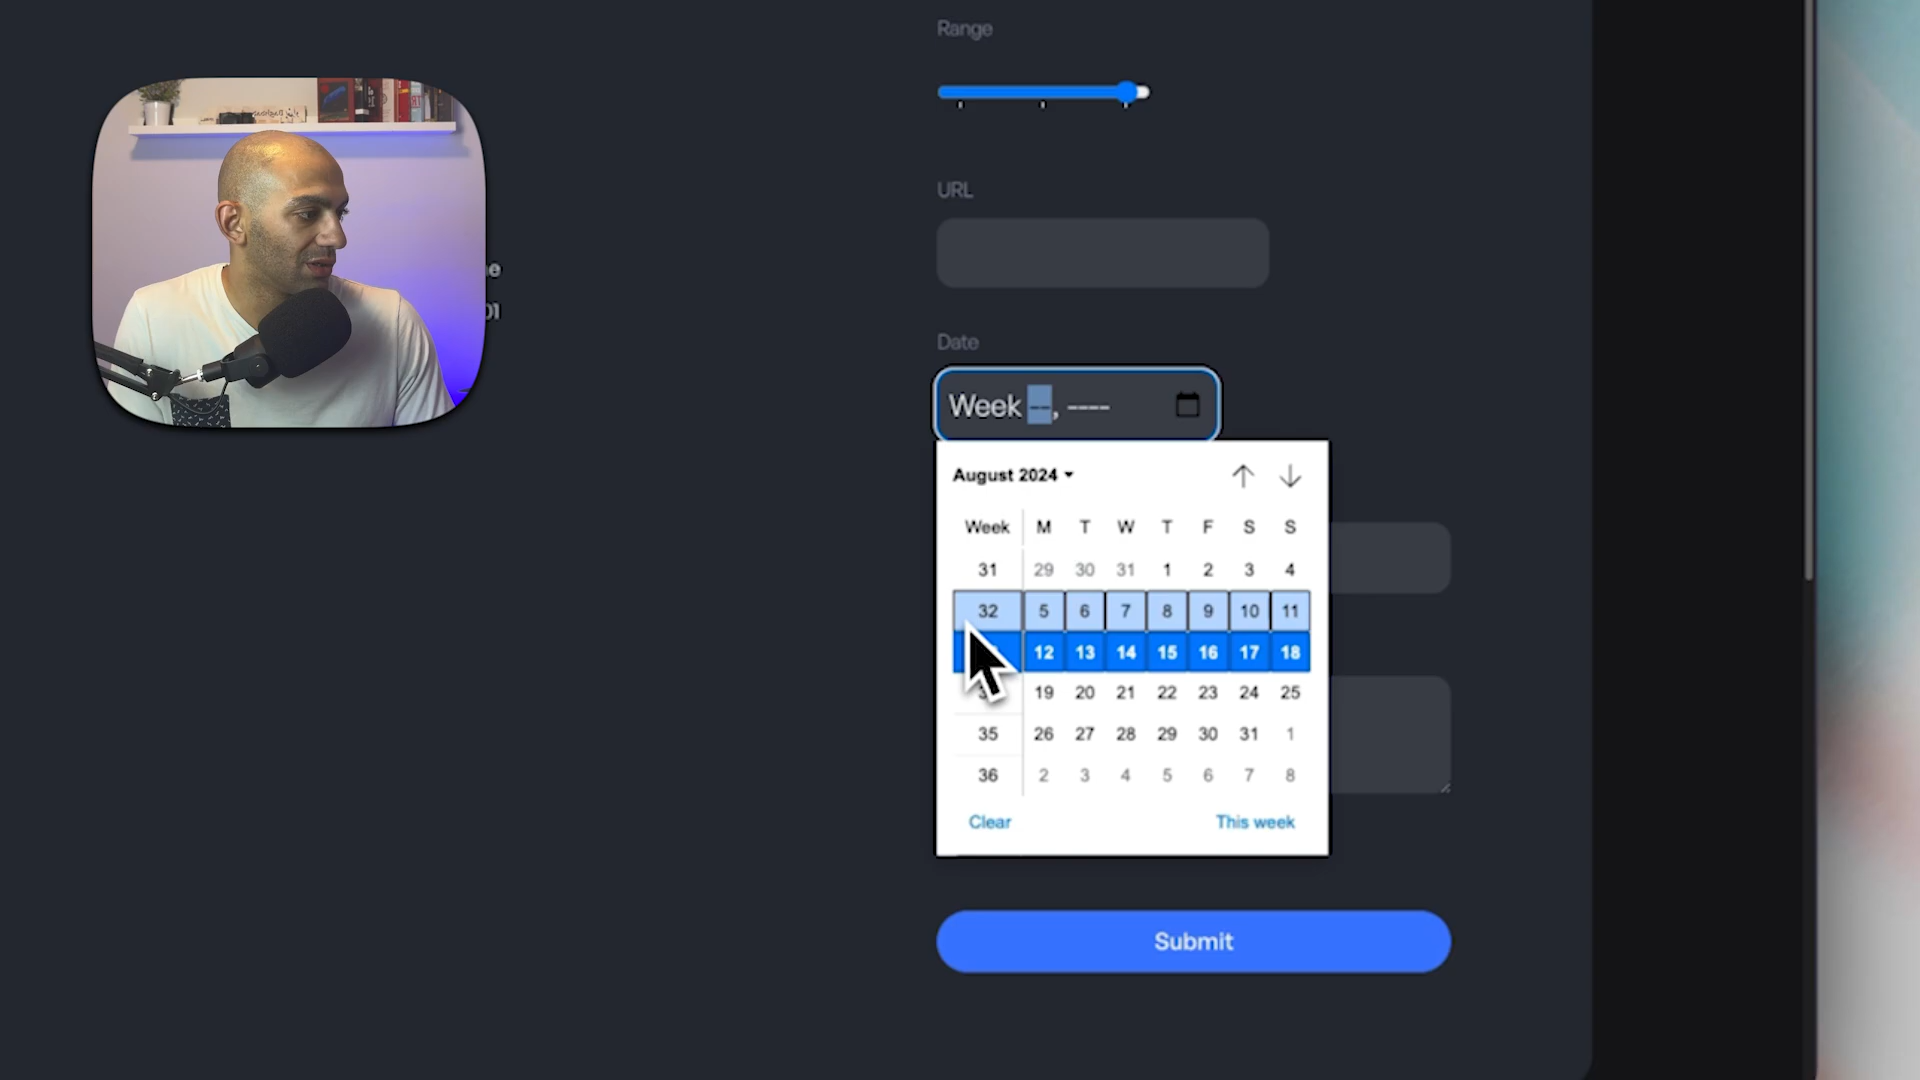 Range
URL
Date
Week --, ----
August 2024
Week M T W T F S S
31 29 30 31 1 2 3 4
32 5 6 7 8 9 10 11
12 13 14 15 16 17 18
19 20 21 22 23 24 25
35 26 27 28 29 30 31 1
36 2 3 4 5 6 7 8
Clear This week
Submit